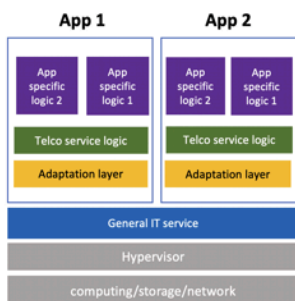 App 1
App 2
App
specific
logic 2
App
specific
logic 1
App
specific
logic 2
App
specific
logic 1
Telco service logic
Telco service logic
Adaptation layer
Adaptation layer
General IT service
Hypervisor
computing/storage/network